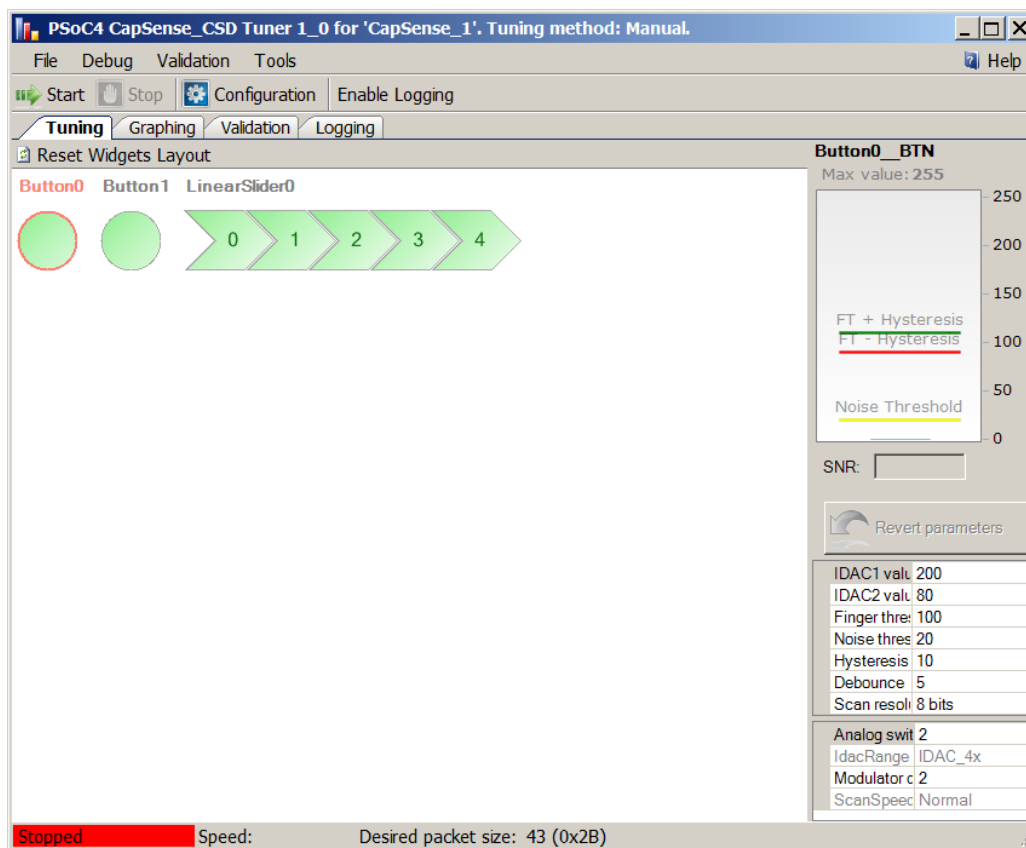 PSoC4 CapSense_CSD Tuner 1_0 for 'CapSense_1'. Tuning method: Manual.
File Debug Validation Tools Help
Start Stop Configuration Enable Logging
Tuning Graphing Validation Logging
Reset Widgets Layout
Button0 Button1 LinearSlider0
0 1 2 3 4
Button0__BTN
Max value: 255
250
200
150
FT + Hysteresis
FT - Hysteresis
100
50
Noise Threshold
0
SNR:
Revert parameters
IDAC1 valu 200
IDAC2 valu 80
Finger thres 100
Noise thres 20
Hysteresis 10
Debounce 5
Scan resolu 8 bits
Analog swit 2
IdacRange IDAC_4x
Modulator c 2
ScanSpeed Normal
Stopped Speed: Desired packet size: 43 (0x2B)